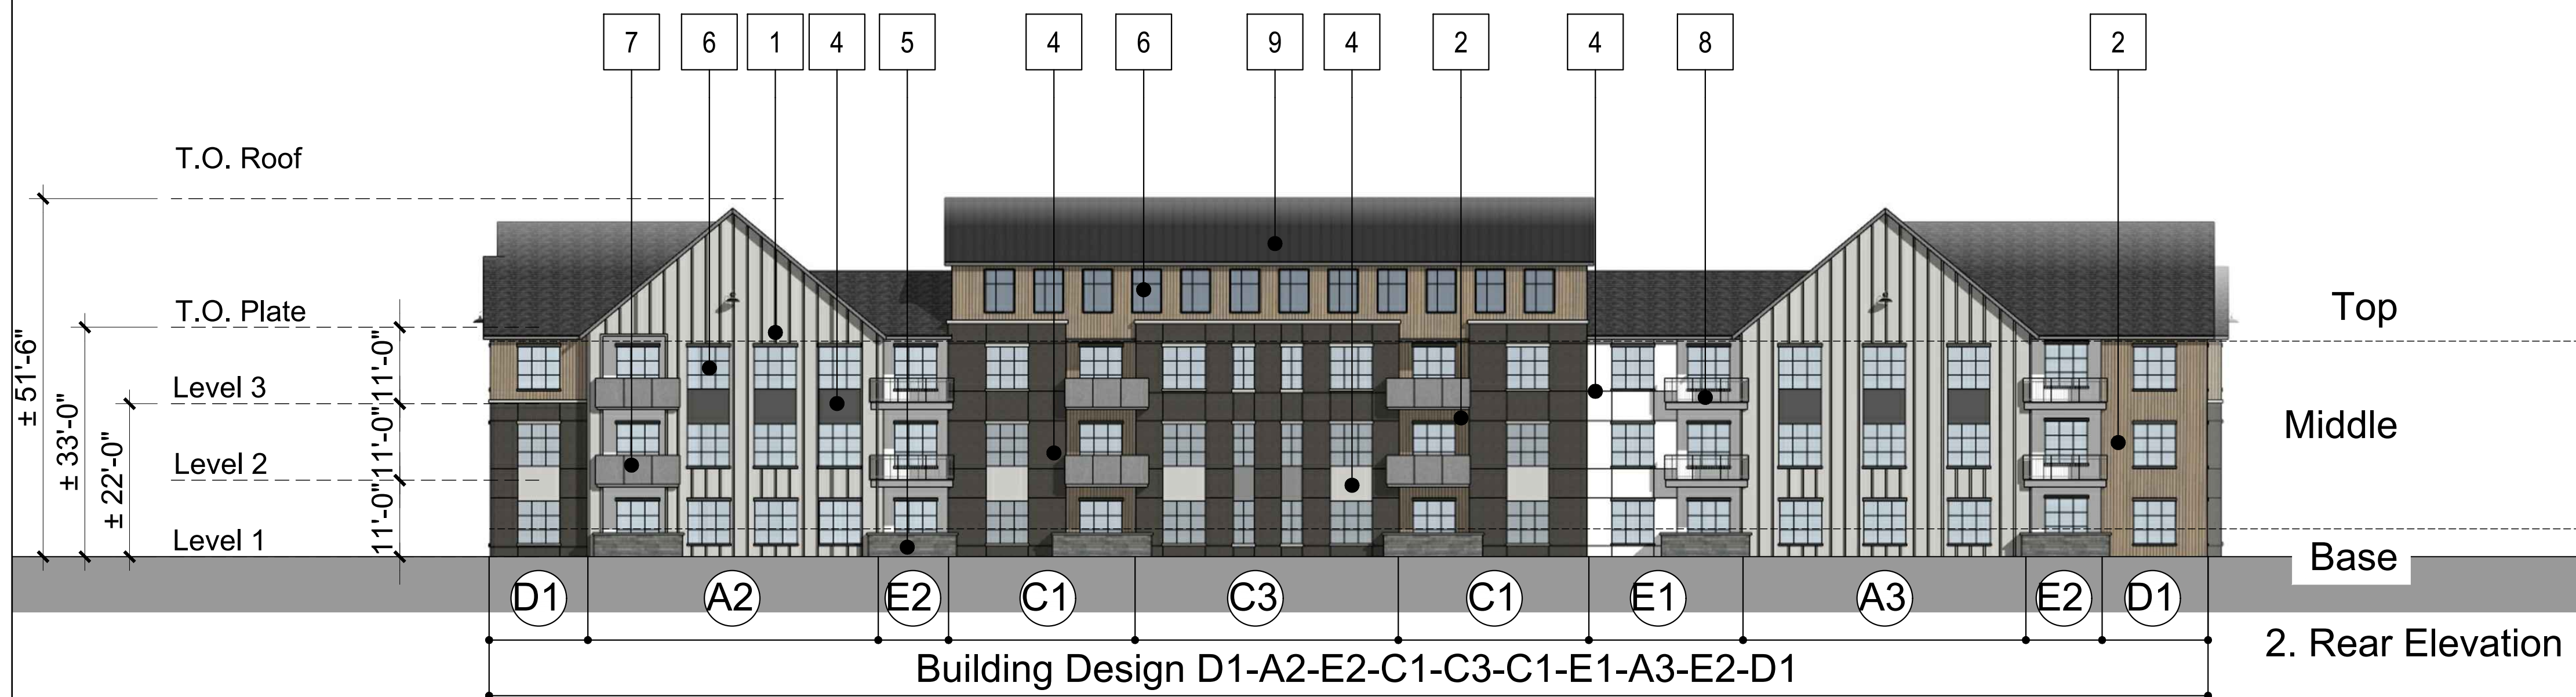 7 6 1 4 5 4 6 9 4 2 4 8 2
T.O. Roof
T.O. Plate
Level 3
Level 2
Level 1
± 51'-6"
± 33'-0"
± 22'-0"
11'-0"
11'-0"
11'-0"
Top
Middle
Base
D1 A2 E2 C1 C3 C1 E1 A3 E2 D1
2. Rear Elevation
Building Design D1-A2-E2-C1-C3-C1-E1-A3-E2-D1